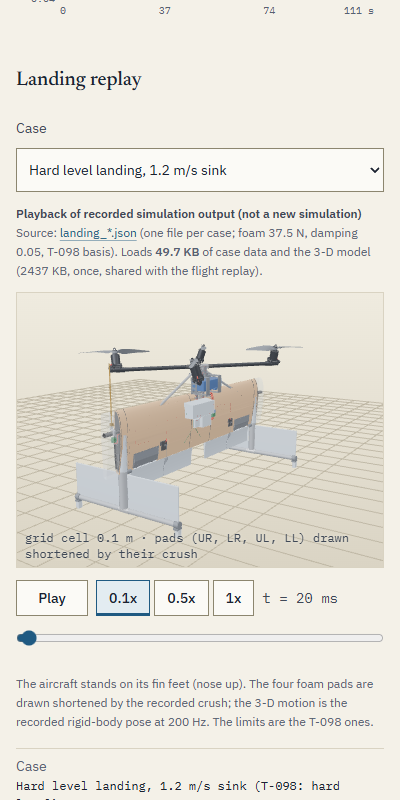 0 37 74 111 s
Landing replay
Case
Hard level landing, 1.2 m/s sink
Playback of recorded simulation output (not a new simulation)
Source: landing_*.json (one file per case; foam 37.5 N, damping
0.05, T-098 basis). Loads 49.7 KB of case data and the 3-D model
(2437 KB, once, shared with the flight replay).
grid cell 0.1 m · pads (UR, LR, UL, LL) drawn
shortened by their crush
Play 0.1x 0.5x 1x t = 20 ms
The aircraft stands on its fin feet (nose up). The four foam pads are
drawn shortened by the recorded crush; the 3-D motion is the
recorded rigid-body pose at 200 Hz. The limits are the T-098 ones.
Case
Hard level landing, 1.2 m/s sink (T-098: hard